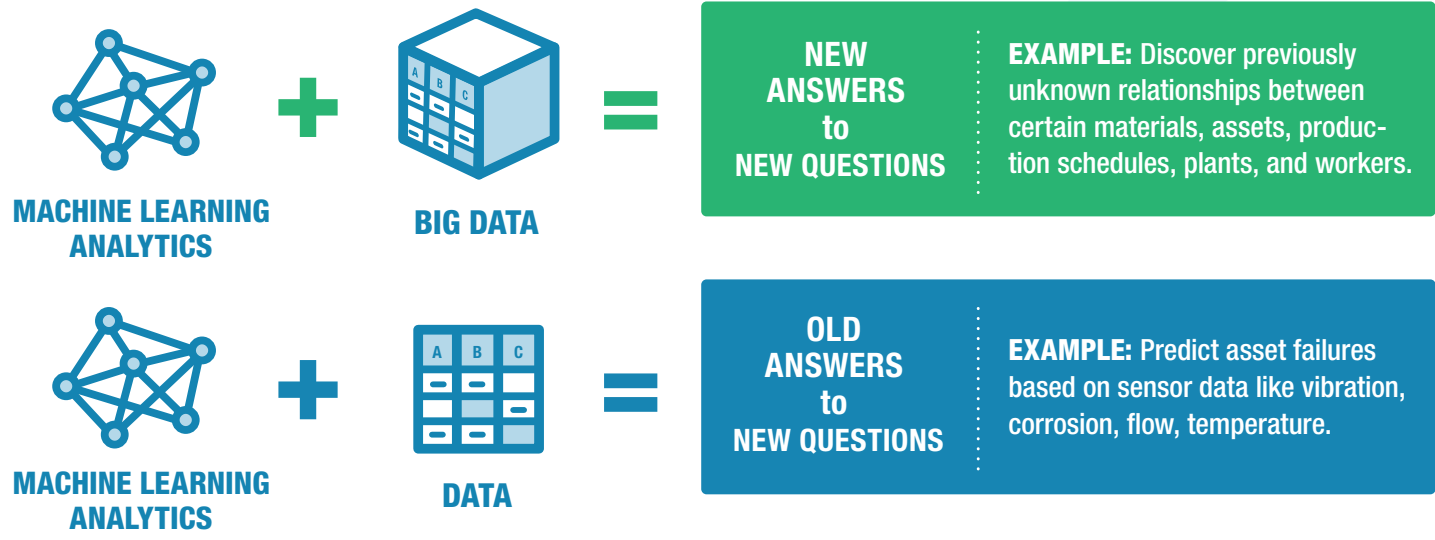 A B C
MACHINE LEARNING
ANALYTICS
BIG DATA
NEW
ANSWERS
to
NEW QUESTIONS
EXAMPLE: Discover previously
unknown relationships between
certain materials, assets, produc-
tion schedules, plants, and workers.
A B C
MACHINE LEARNING
ANALYTICS
DATA
OLD
ANSWERS
to
NEW QUESTIONS
EXAMPLE: Predict asset failures
based on sensor data like vibration,
corrosion, flow, temperature.